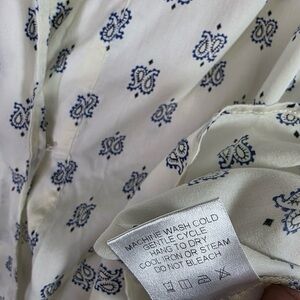 MACHINE WASH COLD
GENTLE CYCLE
HANG TO DRY
COOL IRON OR STEAM
DO NOT BLEACH